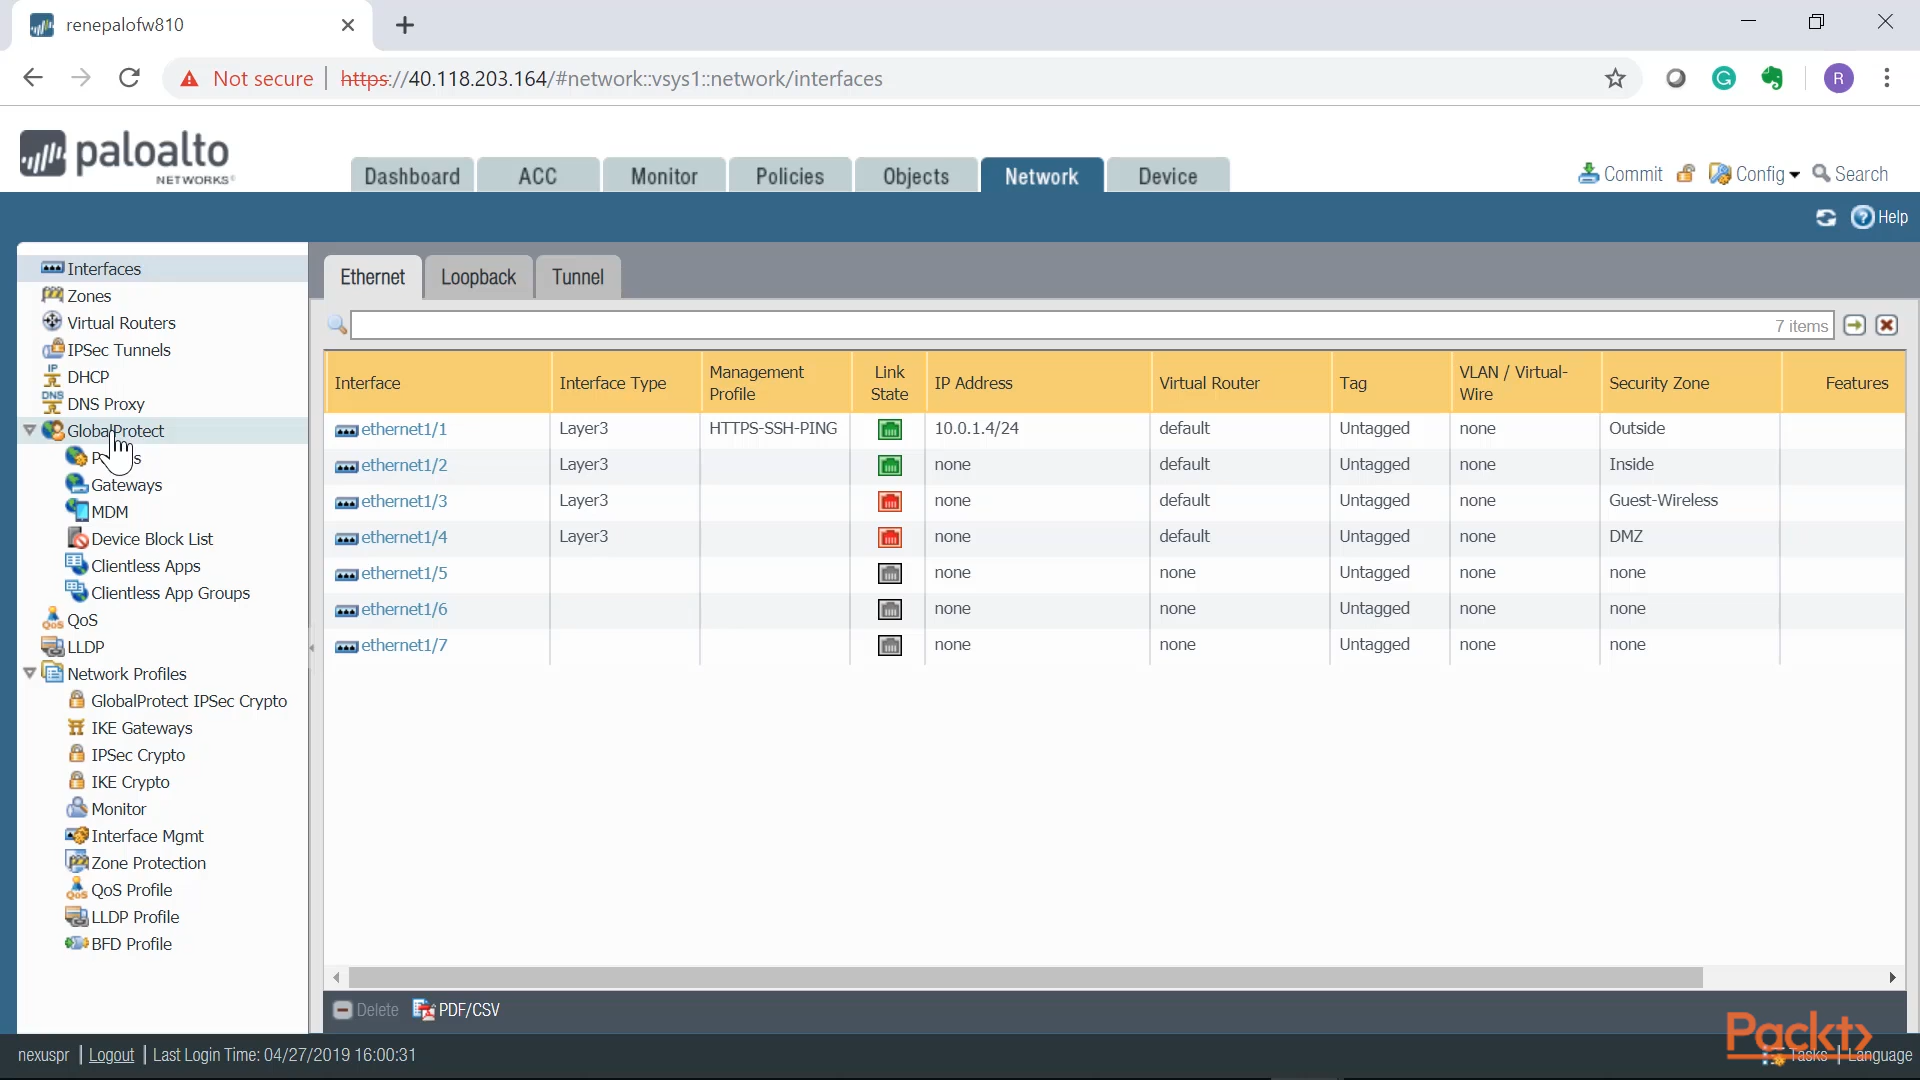 renepalofw810
Not secure | https://40.118.203.164/#network::vsys1::network/interfaces
R
paloalto
NETWORKS
Dashboard ACC Monitor Policies Objects Network Device
Commit Config Search
Help
Interfaces
Zones
Virtual Routers
IPSec Tunnels
DHCP
DNS Proxy
GlobalProtect
Gateways
MDM
Device Block List
Clientless Apps
Clientless App Groups
QoS
LLDP
Network Profiles
GlobalProtect IPSec Crypto
IKE Gateways
IPSec Crypto
IKE Crypto
Monitor
Interface Mgmt
Zone Protection
QoS Profile
LLDP Profile
BFD Profile
Ethernet Loopback Tunnel
7 items
Interface Interface Type Management Profile Link State IP Address Virtual Router Tag VLAN / Virtual-Wire Security Zone Features
ethernet1/1 Layer3 HTTPS-SSH-PING 10.0.1.4/24 default Untagged none Outside
ethernet1/2 Layer3 none default Untagged none Inside
ethernet1/3 Layer3 none default Untagged none Guest-Wireless
ethernet1/4 Layer3 none default Untagged none DMZ
ethernet1/5 none none Untagged none none
ethernet1/6 none none Untagged none none
ethernet1/7 none none Untagged none none
Delete PDF/CSV
nexuspr | Logout | Last Login Time: 04/27/2019 16:00:31
Packt>
Tasks | Language